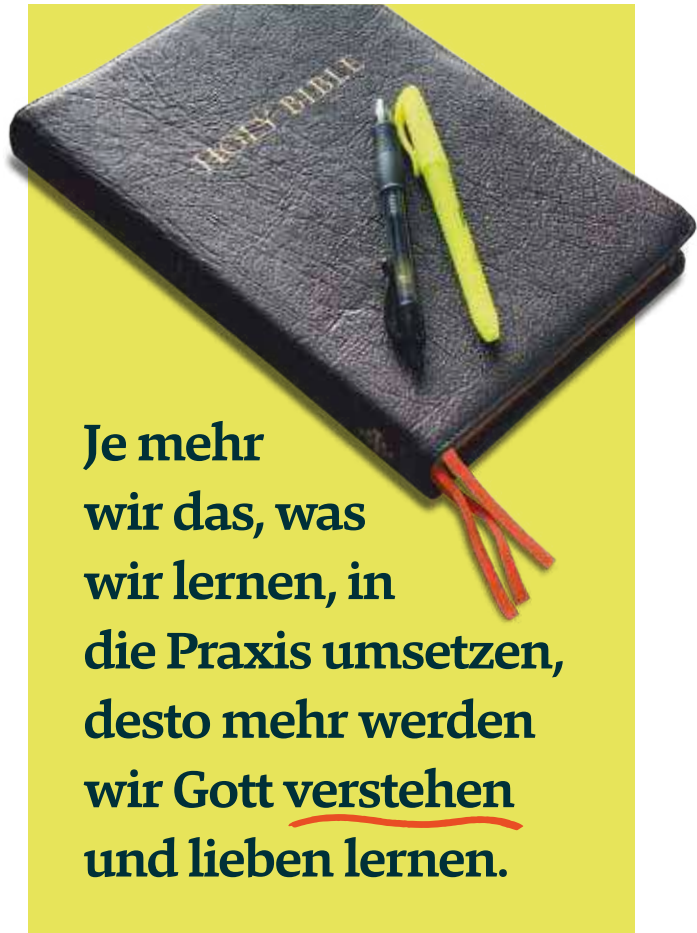 HOLY BIBLE
Je mehr
wir das, was
wir lernen, in
die Praxis umsetzen,
desto mehr werden
wir Gott verstehen
und lieben lernen.